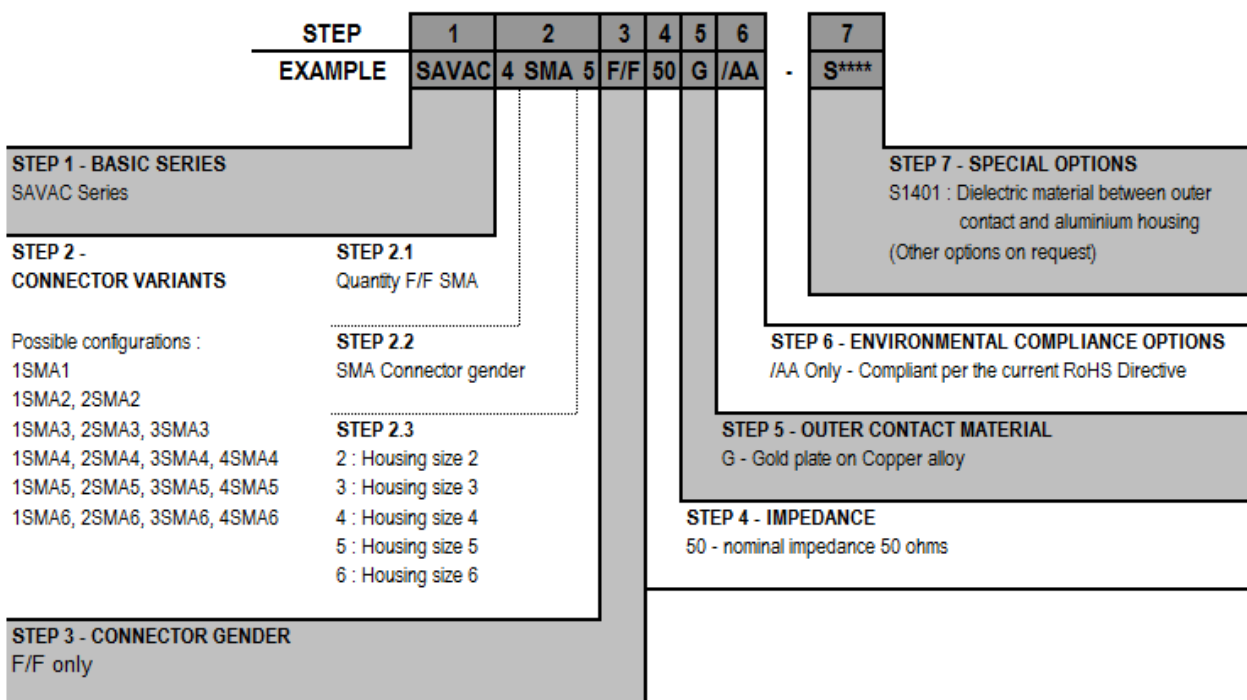 STEP 1 2 3 4 5 6 7
EXAMPLE SAVAC 4 SMA 5 F/F 50 G /AA - S****
STEP 1 - BASIC SERIES
SAVAC Series
STEP 7 - SPECIAL OPTIONS
S1401 : Dielectric material between outer
contact and aluminium housing
(Other options on request)
STEP 2 -
CONNECTOR VARIANTS
Possible configurations :
1SMA1
1SMA2, 2SMA2
1SMA3, 2SMA3, 3SMA3
1SMA4, 2SMA4, 3SMA4, 4SMA4
1SMA5, 2SMA5, 3SMA5, 4SMA5
1SMA6, 2SMA6, 3SMA6, 4SMA6
STEP 2.1
Quantity F/F SMA
STEP 2.2
SMA Connector gender
STEP 2.3
2 : Housing size 2
3 : Housing size 3
4 : Housing size 4
5 : Housing size 5
6 : Housing size 6
STEP 6 - ENVIRONMENTAL COMPLIANCE OPTIONS
/AA Only - Compliant per the current RoHS Directive
STEP 5 - OUTER CONTACT MATERIAL
G - Gold plate on Copper alloy
STEP 4 - IMPEDANCE
50 - nominal impedance 50 ohms
STEP 3 - CONNECTOR GENDER
F/F only